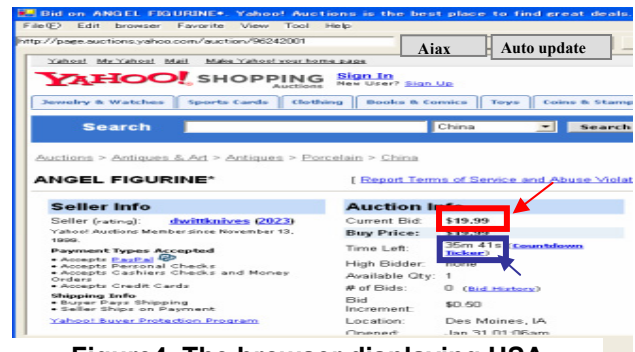 Bid on ANGEL FIGURINE*. Yahoo! Auctions is the best place to find great deals.
File(F) Edit browser Favorite View Tool Help
http://page.auctions.yahoo.com/auction/96242001
Aiax Auto update
Yahoo! My Yahoo! Mail Make Yahoo! your home page
YAHOO! SHOPPING Auctions
Sign In
New User? Sign Up
Jewelry & Watches Sports Cards Clothing Books & Comics Toys Coins & Stamp
Search China Search
Auctions > Antiques & Art > Antiques > Porcelain > China
ANGEL FIGURINE* [ Report Terms of Service and Abuse Violat
Seller Info
Seller (rating): dwittknives (2023)
Yahoo! Auctions Member since November 13, 1999.
Payment Types Accepted
• Accepts PayPal
• Accepts Personal Checks
• Accepts Cashiers Checks and Money Orders
• Accepts Credit Cards
Shipping Info
• Buyer Pays Shipping
• Seller Ships on Payment
Yahoo! Buyer Protection Program
Auction Info
Current Bid: $19.99
Buy Price: $19.99
Time Left: 35m 41s (Countdown Ticker)
High Bidder: none
Available Qty: 1
# of Bids: 0 (Bid History)
Bid Increment: $0.50
Location: Des Moines, IA
Opened: Jan 31 01:06am
Figure4. The browser displaying USA